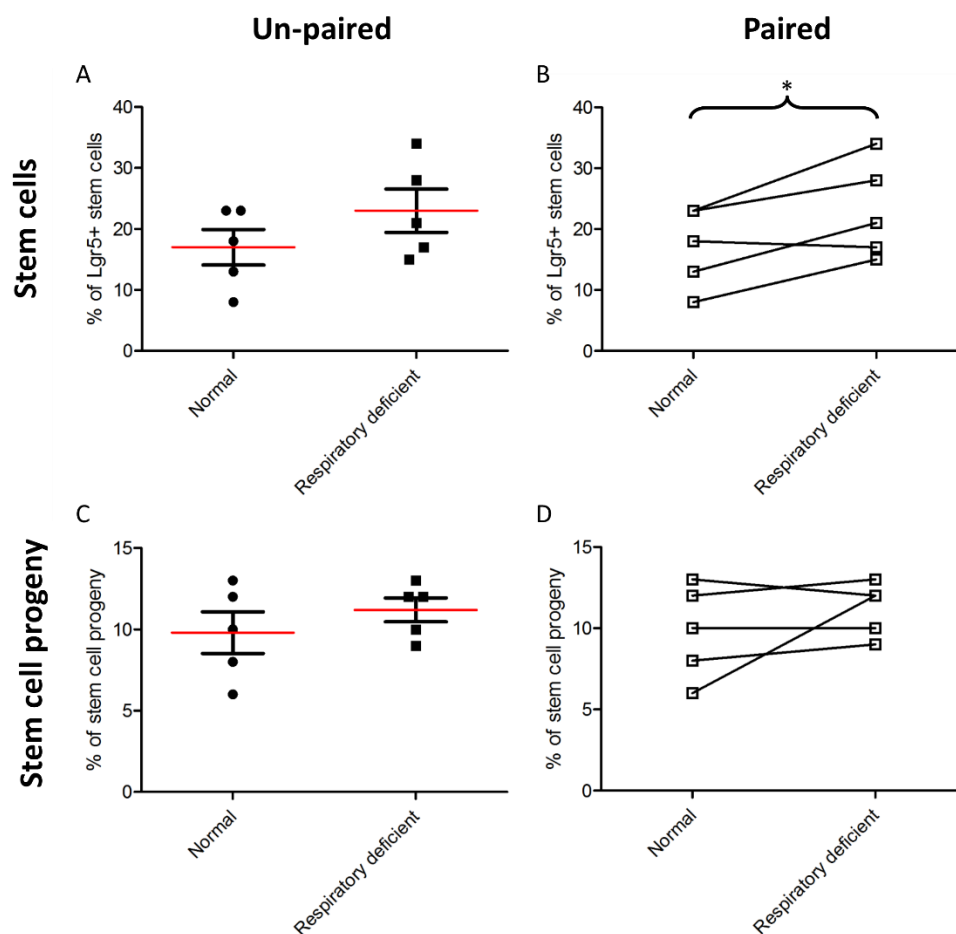 Un-paired
Paired
Stem cells
A
% of Lgr5+ stem cells
40
30
20
10
0
Normal
Respiratory deficient
B
*
% of Lgr5+ stem cells
40
30
20
10
0
Normal
Respiratory deficient
Stem cell progeny
C
% of stem cell progeny
15
10
5
0
Normal
Respiratory deficient
D
% of stem cell progeny
15
10
5
0
Normal
Respiratory deficient